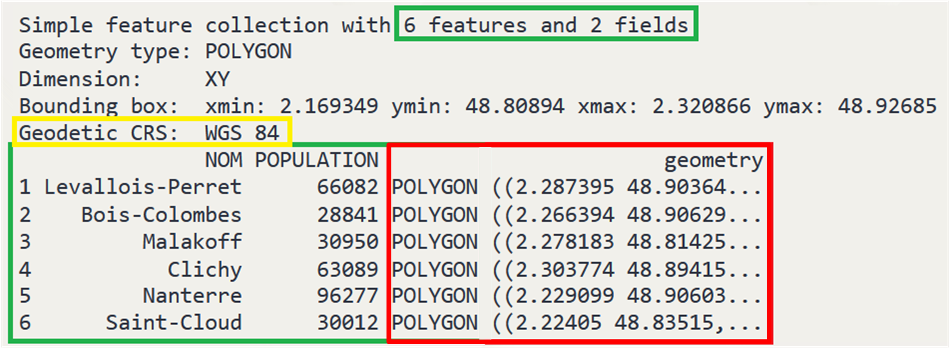 Simple feature collection with 6 features and 2 fields
Geometry type: POLYGON
Dimension:     XY
Bounding box:  xmin: 2.169349 ymin: 48.80894 xmax: 2.320866 ymax: 48.92685
Geodetic CRS:  WGS 84
               NOM POPULATION                       geometry
1 Levallois-Perret      66082 POLYGON ((2.287395 48.90364...
2    Bois-Colombes      28841 POLYGON ((2.266394 48.90629...
3         Malakoff      30950 POLYGON ((2.278183 48.81425...
4           Clichy      63089 POLYGON ((2.303774 48.89415...
5         Nanterre      96277 POLYGON ((2.229099 48.90603...
6      Saint-Cloud      30012 POLYGON ((2.22405 48.83515,...